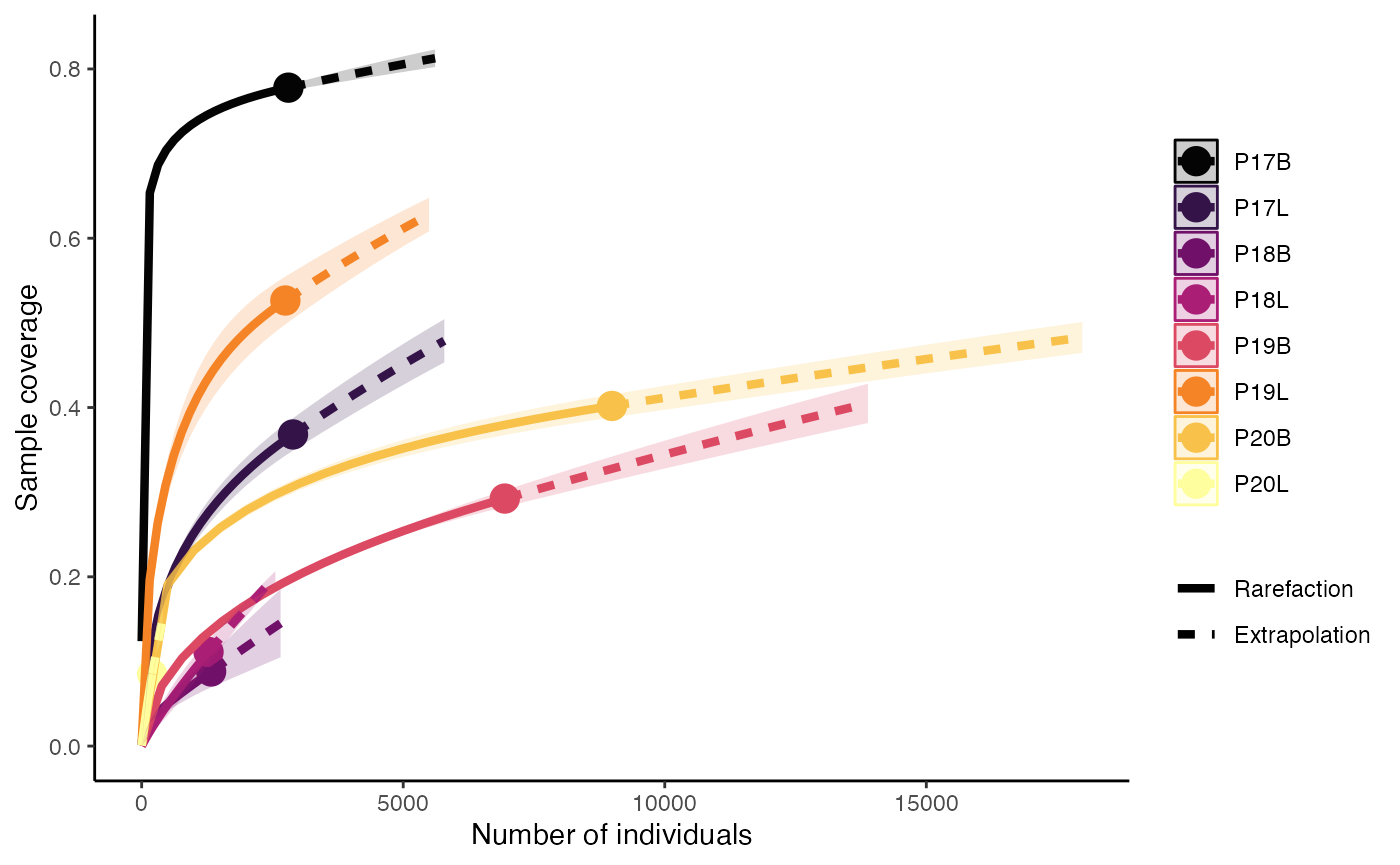 0.8
0.6
0.4
0.2
0.0
Sample coverage
0
5000
10000
15000
Number of individuals
P17B
P17L
P18B
P18L
P19B
P19L
P20B
P20L
Rarefaction
Extrapolation